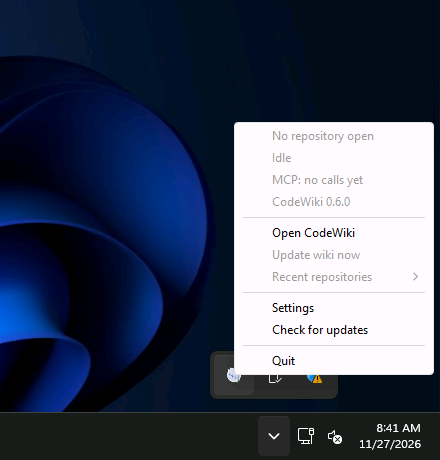 No repository open
Idle
MCP: no calls yet
CodeWiki 0.6.0
Open CodeWiki
Update wiki now
Recent repositories
Settings
Check for updates
Quit
8:41 AM
11/27/2026